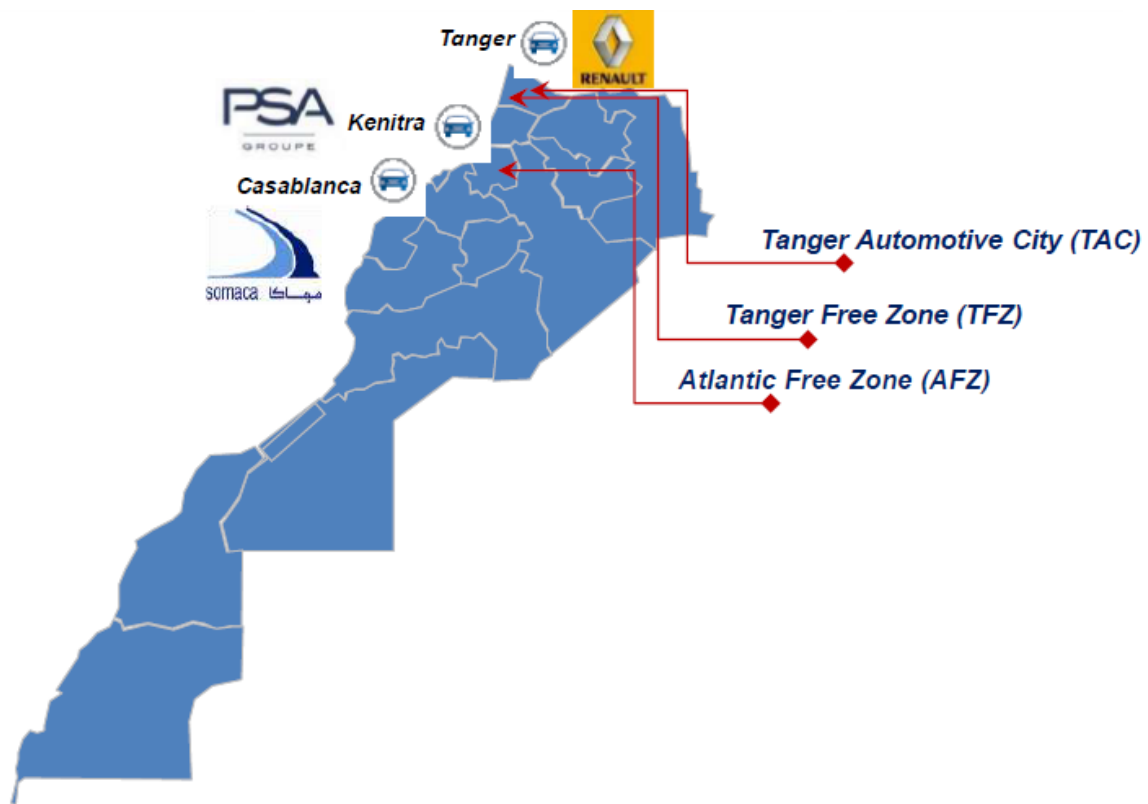 Tanger
RENAULT
PSA
GROUPE
Kenitra
Casablanca
somaca صوماكا
Tanger Automotive City (TAC)
Tanger Free Zone (TFZ)
Atlantic Free Zone (AFZ)